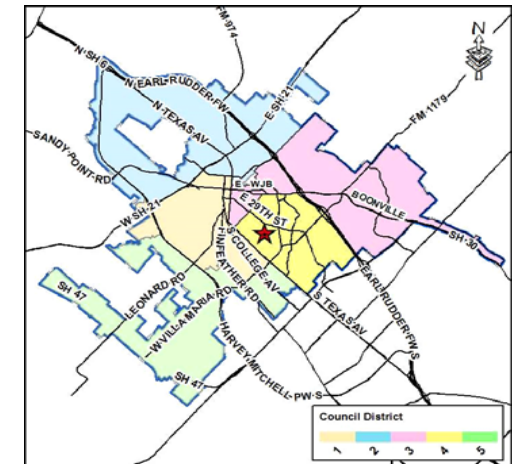 FM-974
N
N·SH·6
N·EARL·RUDDER·FW
E·SH·21
FM·1179
N·TEXAS·AV
SANDY·POINT·RD
E··WJB
BOONVILLE
W·SH·21
E 29TH ST
SH·30
S·COLLEGE·AV
FINFEATHER·RD
LEONARD RD
SH 47
W·VILLA·MARIA·RD
S·TEXAS·AV
EARL·RUDDER·FW·S
HARVEY·MITCHELL·PW·S
SH 47
Council District
1 2 3 4 5